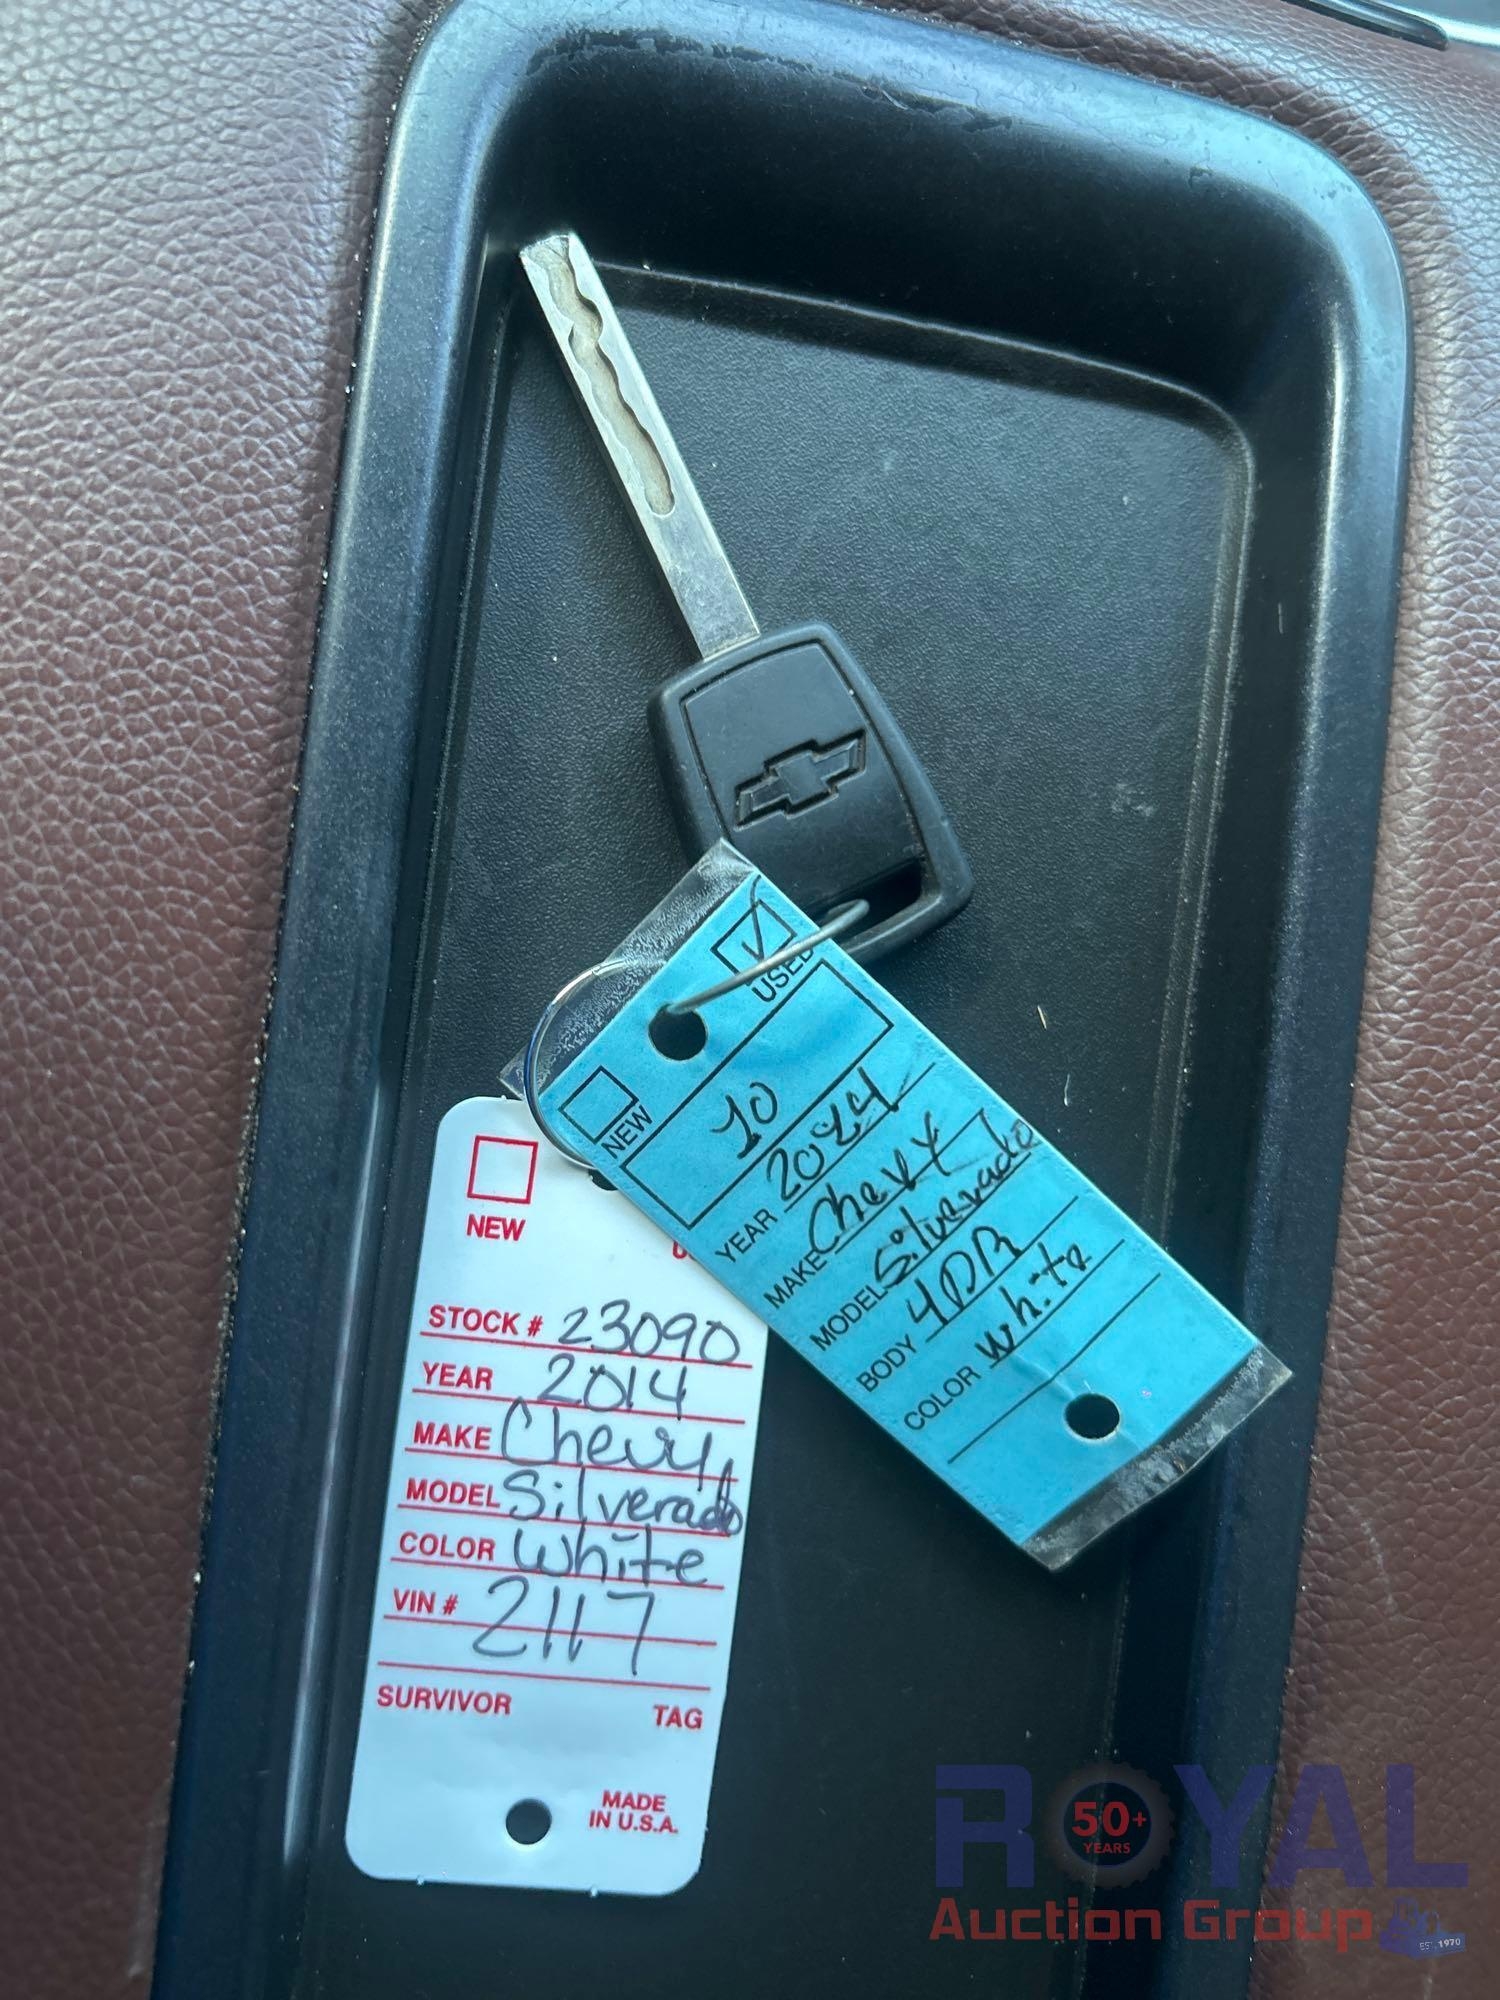 USED
NEW
10
YEAR 2014
MAKE Chevy
MODEL Silverado
BODY 4DR
COLOR White
NEW
U
STOCK # 23090
YEAR 2014
MAKE Chevy
MODEL Silverado
COLOR White
VIN # 2117
SURVIVOR TAG
MADE
IN U.S.A.
ROYAL
50+
YEARS
Auction Group
EST. 1970